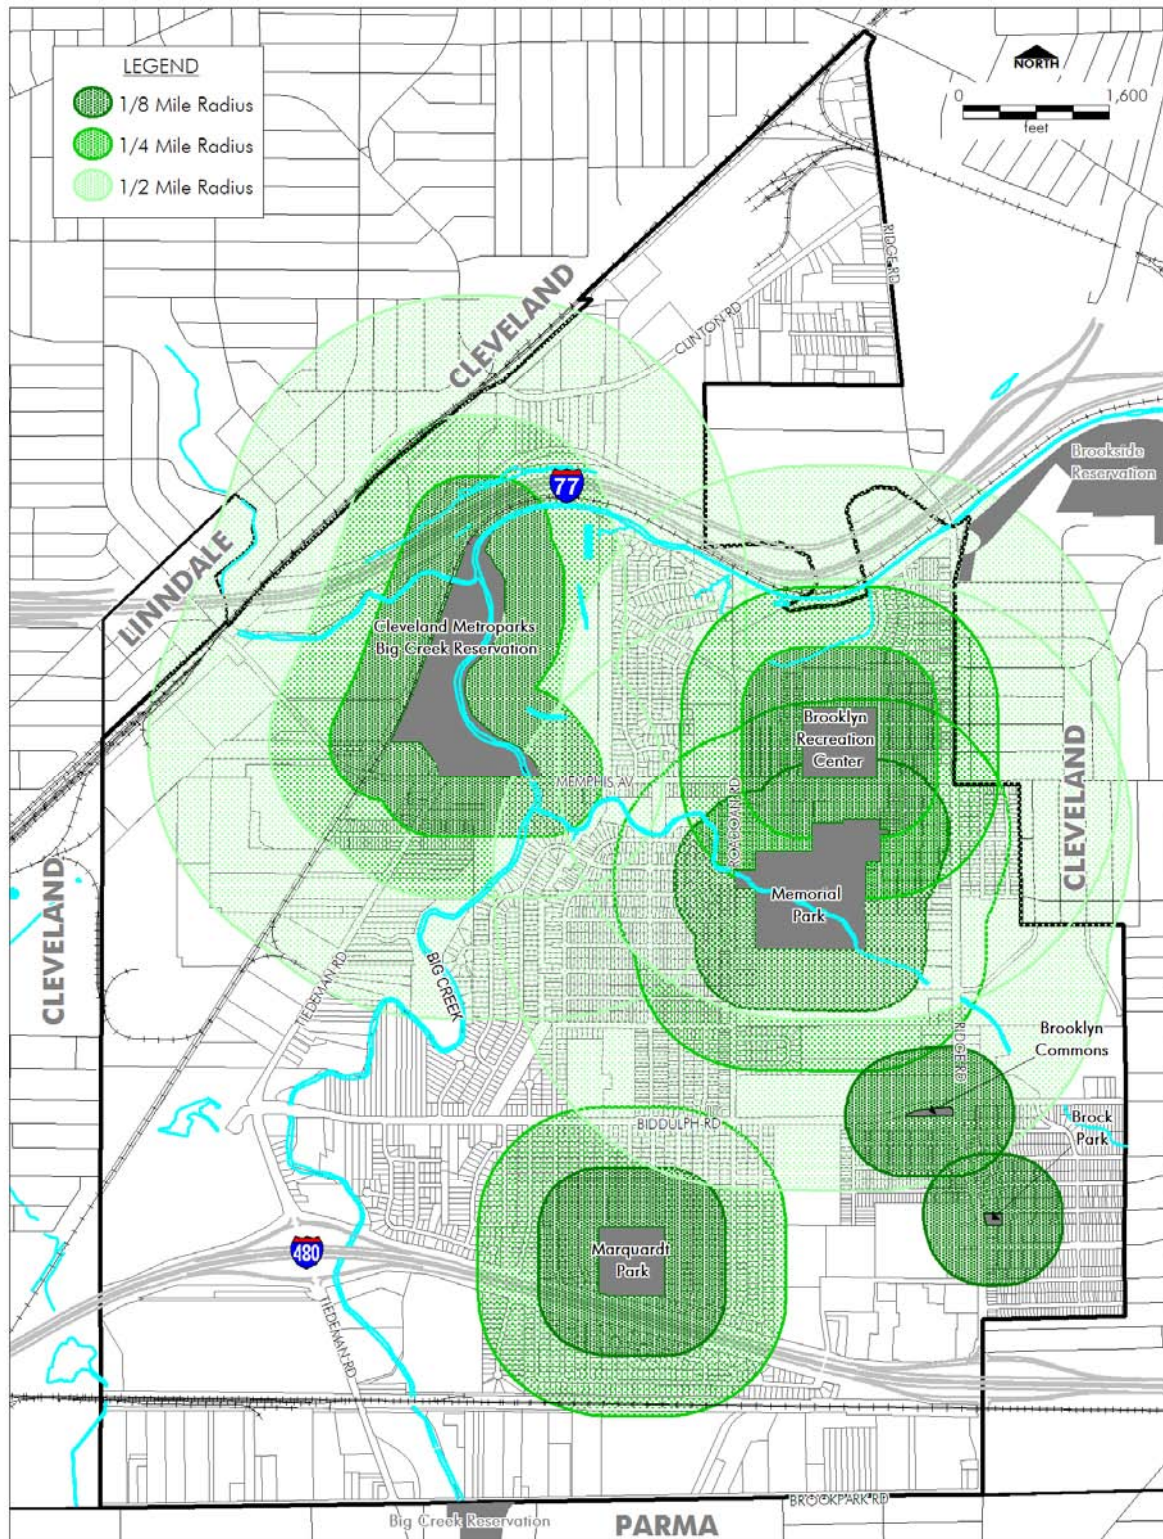 LEGEND
1/8 Mile Radius
1/4 Mile Radius
1/2 Mile Radius
NORTH
0 1,600
feet
RIDGE RD
CLEVELAND
CLINTON RD
Brookside
Reservation
77
LINNDALE
Cleveland Metroparks
Big Creek Reservation
Brooklyn
Recreation
Center
CLEVELAND
MEMPHIS AV
ROADOAN RD
CLEVELAND
Memorial
Park
BIG CREEK
TIEDEMAN RD
RIDGE RD
Brooklyn
Commons
Brock
Park
BIDDULPH RD
480
Marquardt
Park
TIEDEMAN RD
BROOKPARK RD
Big Creek Reservation
PARMA